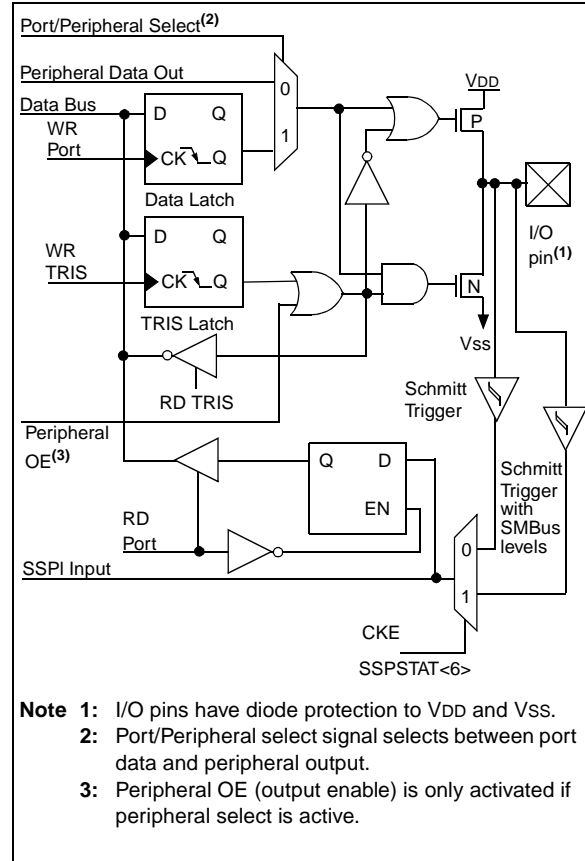 Port/Peripheral Select(2)
Peripheral Data Out
Data Bus
WR
Port
D Q
CK Q
Data Latch
0
1
VDD
P
I/O
pin(1)
WR
TRIS
D Q
CK Q
TRIS Latch
N
VSS
RD TRIS
Schmitt
Trigger
Peripheral
OE(3)
Q D
EN
RD
Port
SSPI Input
Schmitt
Trigger
with
SMBus
levels
0
1
CKE
SSPSTAT<6>
Note 1: I/O pins have diode protection to VDD and VSS.
2: Port/Peripheral select signal selects between port
data and peripheral output.
3: Peripheral OE (output enable) is only activated if
peripheral select is active.